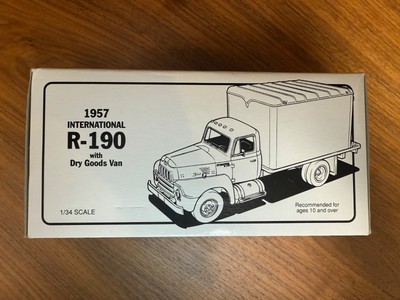 1957
INTERNATIONAL
R-190
with
Dry Goods Van
1/34 SCALE
Recommended for
ages 10 and over